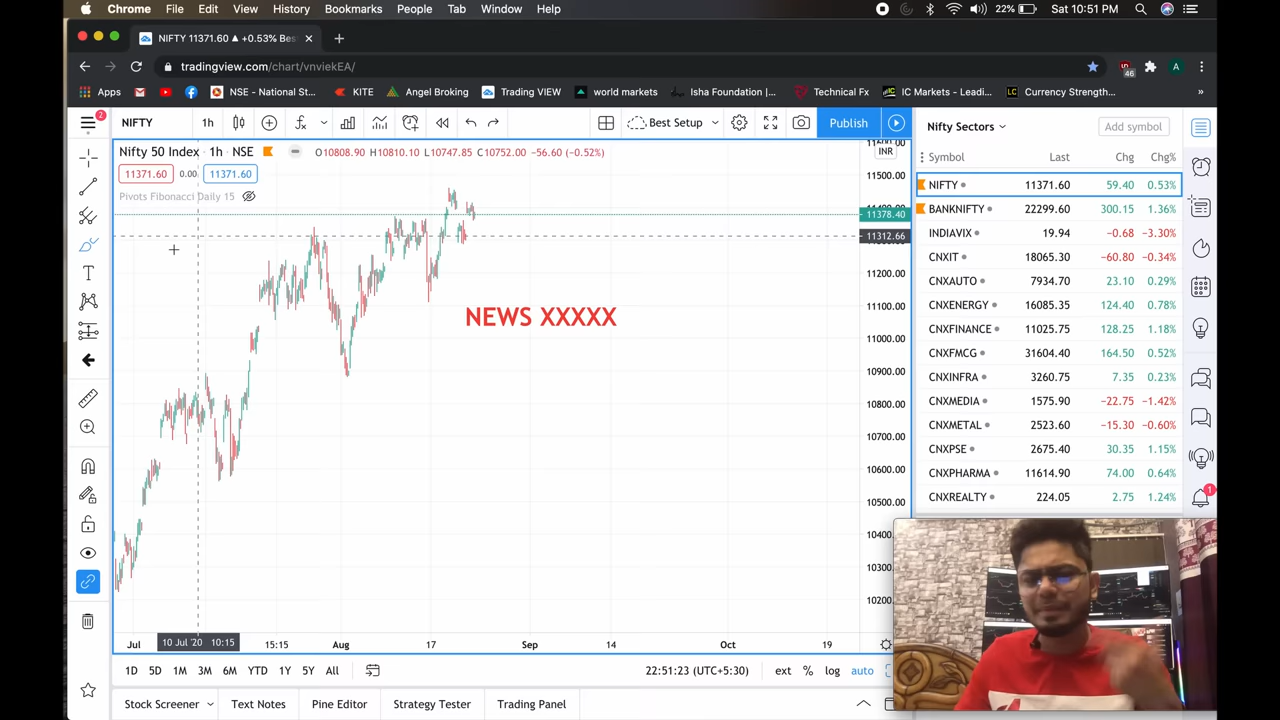 Chrome File Edit View History Bookmarks People Tab Window Help 22% Sat 10:51 PM
NIFTY 11371.60 ▲ +0.53% Bes
tradingview.com/chart/vnviekEA/ 46 A
Apps NSE - National St... KITE Angel Broking Trading VIEW world markets Isha Foundation |... Technical Fx IC Markets - Leadi... Currency Strength... »
2 NIFTY 1h Best Setup Publish
Nifty 50 Index 1h NSE O10808.90 H10810.10 L10747.85 C10752.00 −56.60 (−0.52%) INR
11371.60 0.00 11371.60
Pivots Fibonacci Daily 15
11500.00
11378.40
11312.66
11200.00
11100.00
11000.00
10900.00
10800.00
10700.00
10600.00
10500.00
10400.00
10300.00
NEWS XXXXX
Jul 10 Jul '20 10:15 15:15 Aug 17 Sep 14 Oct 19
1D 5D 1M 3M 6M YTD 1Y 5Y All 22:51:23 (UTC+5:30) ext % log auto
Stock Screener Text Notes Pine Editor Strategy Tester Trading Panel
Nifty Sectors Add symbol
Symbol Last Chg Chg%
NIFTY 11371.60 59.40 0.53%
BANKNIFTY 22299.60 300.15 1.36%
INDIAVIX 19.94 −0.68 −3.30%
CNXIT 18065.30 −60.80 −0.34%
CNXAUTO 7934.70 23.10 0.29%
CNXENERGY 16085.35 124.40 0.78%
CNXFINANCE 11025.75 128.25 1.18%
CNXFMCG 31604.40 164.50 0.52%
CNXINFRA 3260.75 7.35 0.23%
CNXMEDIA 1575.90 −22.75 −1.42%
CNXMETAL 2523.60 −15.30 −0.60%
CNXPSE 2675.40 30.35 1.15%
CNXPHARMA 11614.90 74.00 0.64%
CNXREALTY 224.05 2.75 1.24%
1